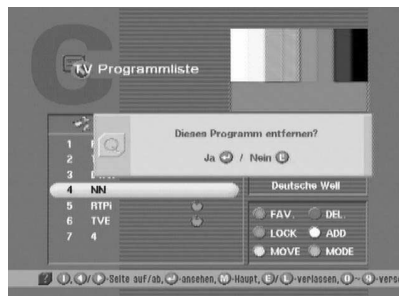 TV Programmliste
Dieses Programm entfernen?
Ja / Nein
1
2
3
4 NN
5 RTPi
6 TVE
7 4
Deutsche Well
FAV. DEL.
LOCK ADD
MOVE MODE
-Seite auf/ab, -ansehen, -Haupt, -verlassen,